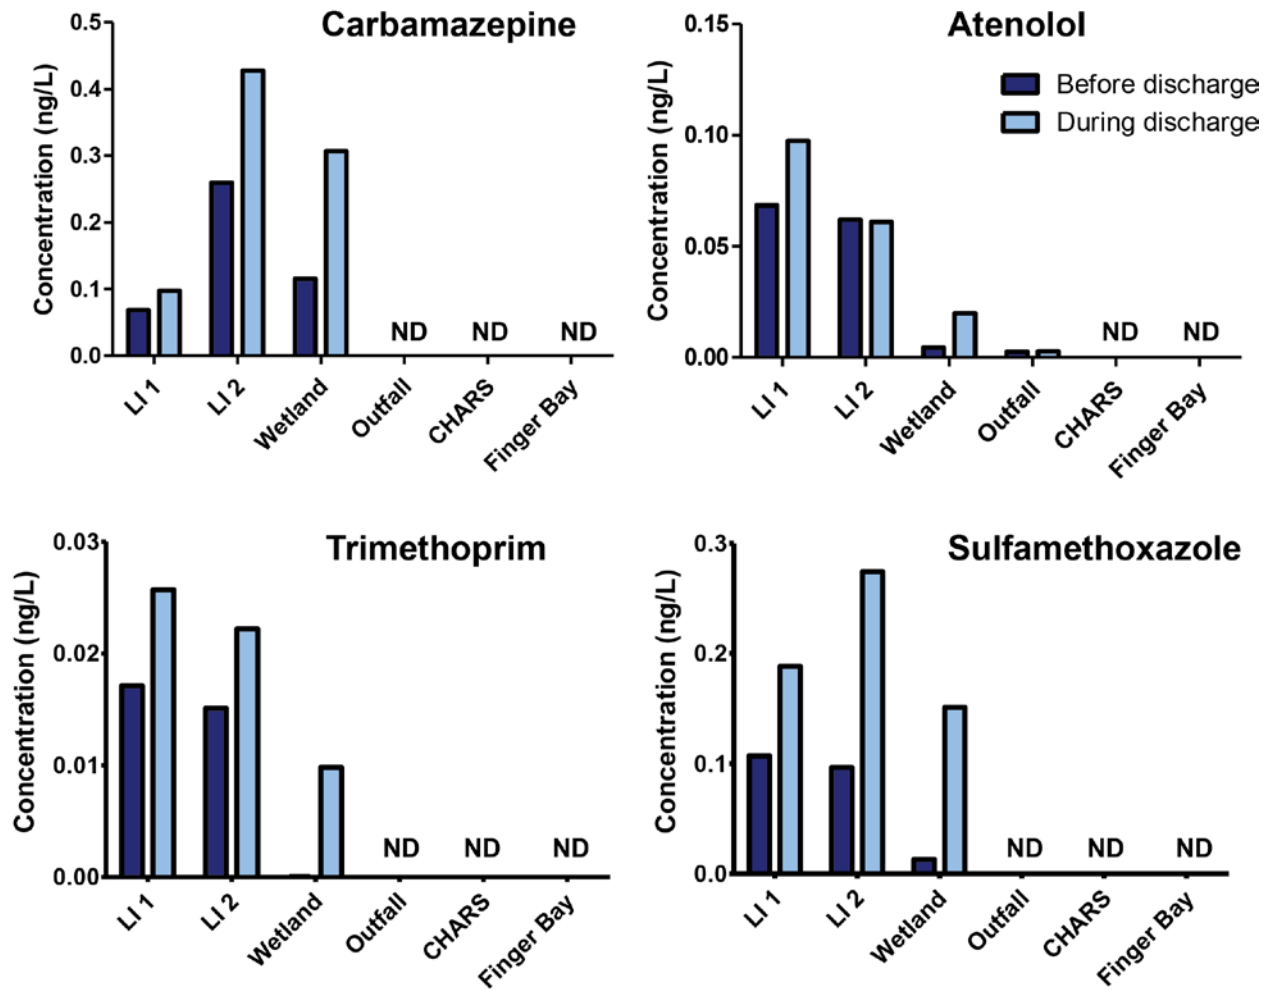 Carbamazepine
Concentration (ng/L)
0.5
0.4
0.3
0.2
0.1
0.0
ND ND ND
LI 1
LI 2
Wetland
Outfall
CHARS
Finger Bay
Atenolol
Before discharge
During discharge
Concentration (ng/L)
0.15
0.10
0.05
0.00
ND ND
LI 1
LI 2
Wetland
Outfall
CHARS
Finger Bay
Trimethoprim
Concentration (ng/L)
0.03
0.02
0.01
0.00
ND ND ND
LI 1
LI 2
Wetland
Outfall
CHARS
Finger Bay
Sulfamethoxazole
Concentration (ng/L)
0.3
0.2
0.1
0.0
ND ND ND
LI 1
LI 2
Wetland
Outfall
CHARS
Finger Bay